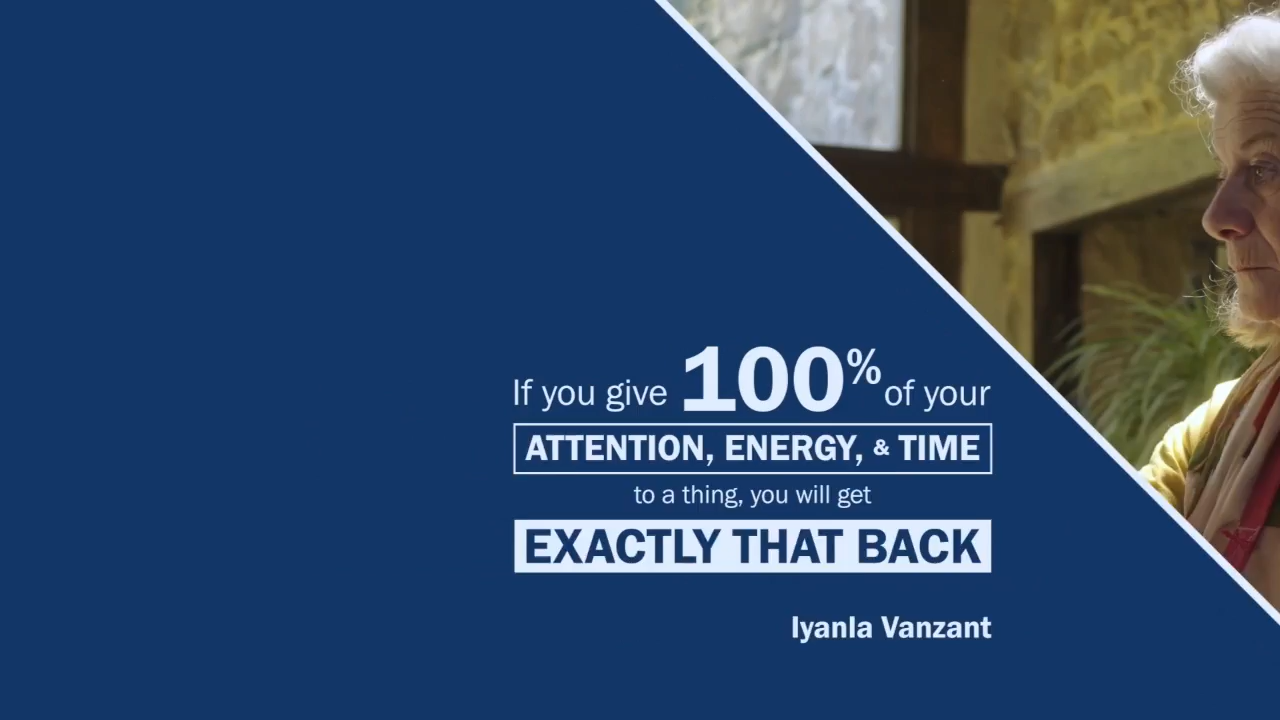 If you give 100% of your
ATTENTION, ENERGY, & TIME
to a thing, you will get
EXACTLY THAT BACK
Iyanla Vanzant